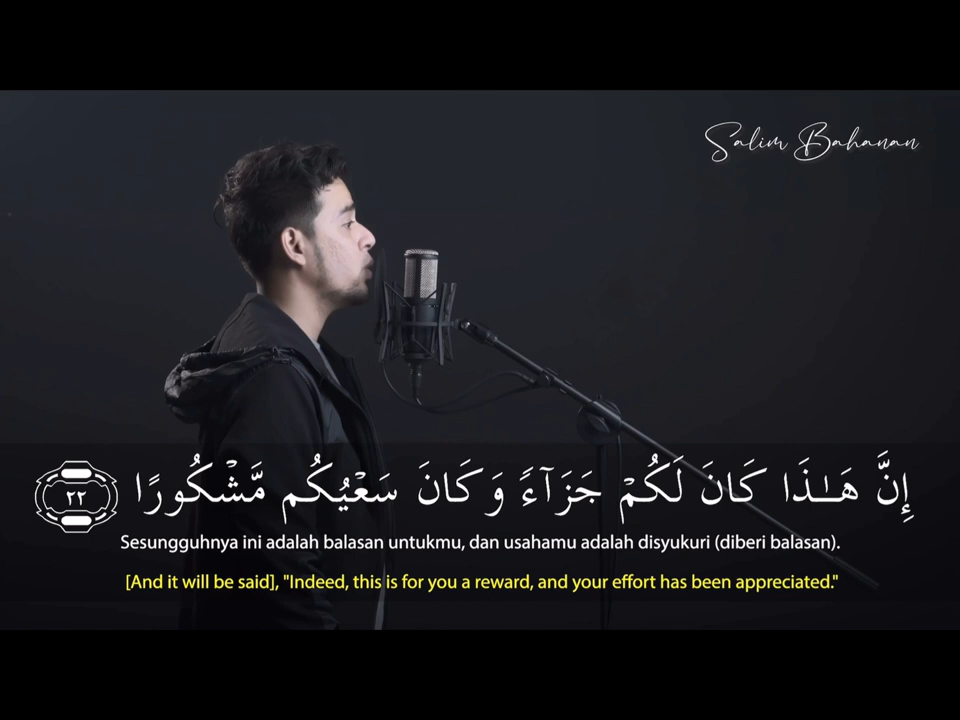 Salim Bahanan
إِنَّ هَـٰذَا كَانَ لَكُمْ جَزَآءً وَكَانَ سَعْيُكُم مَّشْكُورًا ٢٢
Sesungguhnya ini adalah balasan untukmu, dan usahamu adalah disyukuri (diberi balasan).
[And it will be said], "Indeed, this is for you a reward, and your effort has been appreciated."